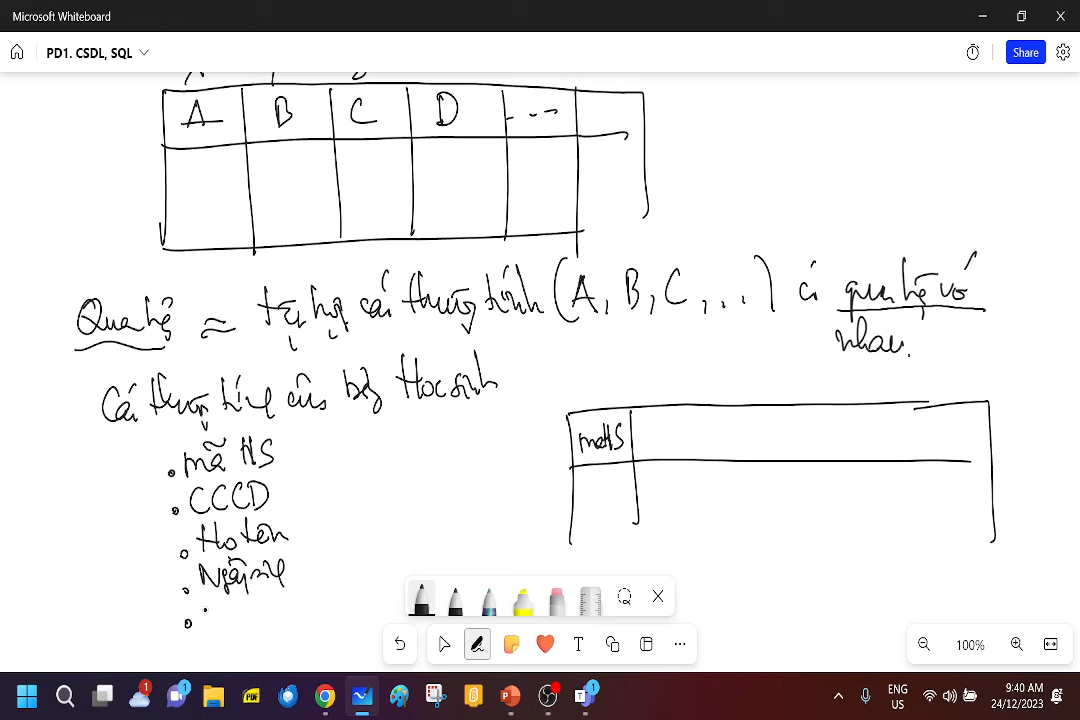 Microsoft Whiteboard
PD1. CSDL, SQL
Share
A B C D ...
Quan hệ ≈ tập hợp các thuộc tính (A, B, C, ...) có quan hệ với
nhau.
Các thuộc tính của bảng Học sinh
. mã HS
. CCCD
. Họ tên
. Ngày sinh
.
maHS
100%
ENG
US
9:40 AM
24/12/2023